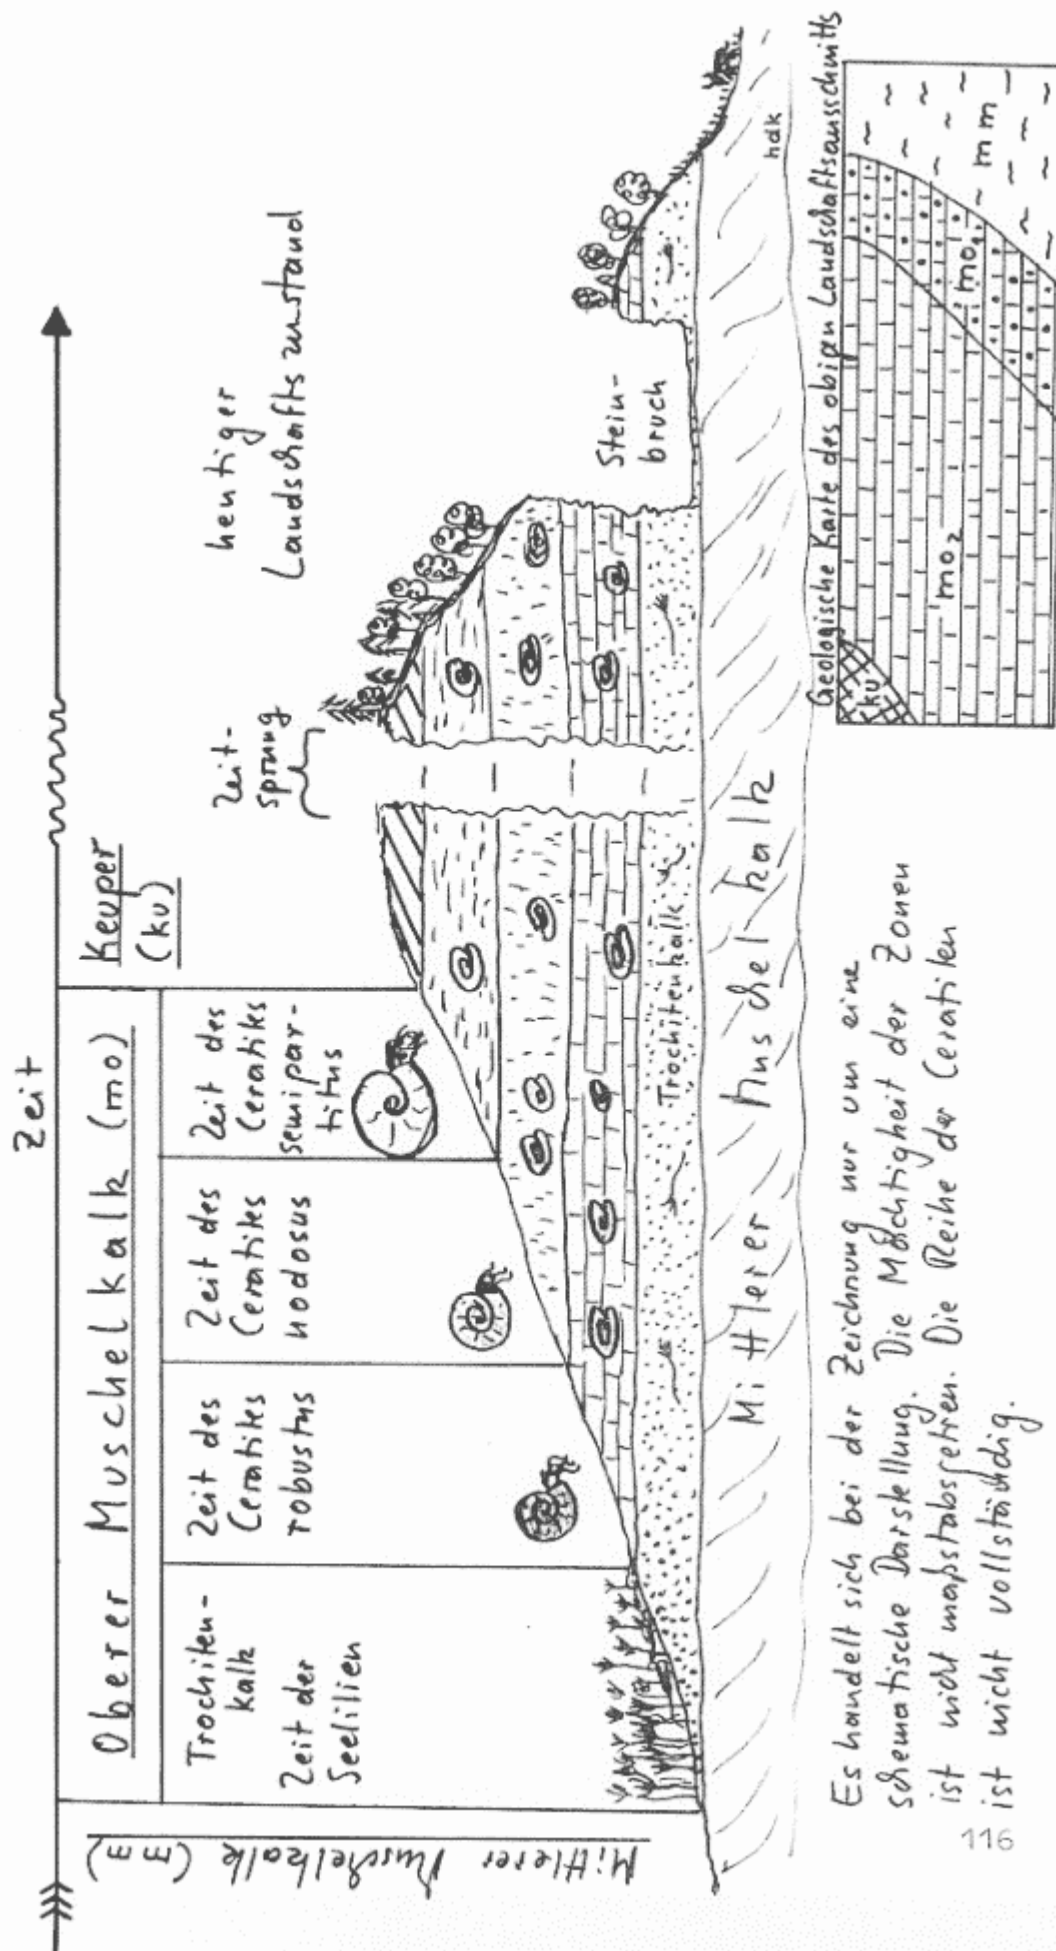 Zeit
Mittlerer Muschelkalk (mm)
Oberer Muschelkalk (mo)
Keuper
(ku)
Trochiten-
kalk
Zeit der
Seelilien
Zeit des
Ceratites
robustus
Zeit des
Ceratites
nodosus
Zeit des
Ceratites
semipar-
titus
Zeit-
sprung
heutiger
Landschaftszustand
Stein-
bruch
Trochitenkalk
Mittlerer Muschelkalk
hdk
Es handelt sich bei der Zeichnung nur um eine
schematische Darstellung. Die Mächtigkeit der Zonen
ist nicht maßstabsgetreu. Die Reihe der Ceratiten
ist nicht vollständig.
Geologische Karte des obigen Landschaftsausschnitts
ku
mo2
mo1
mm
116